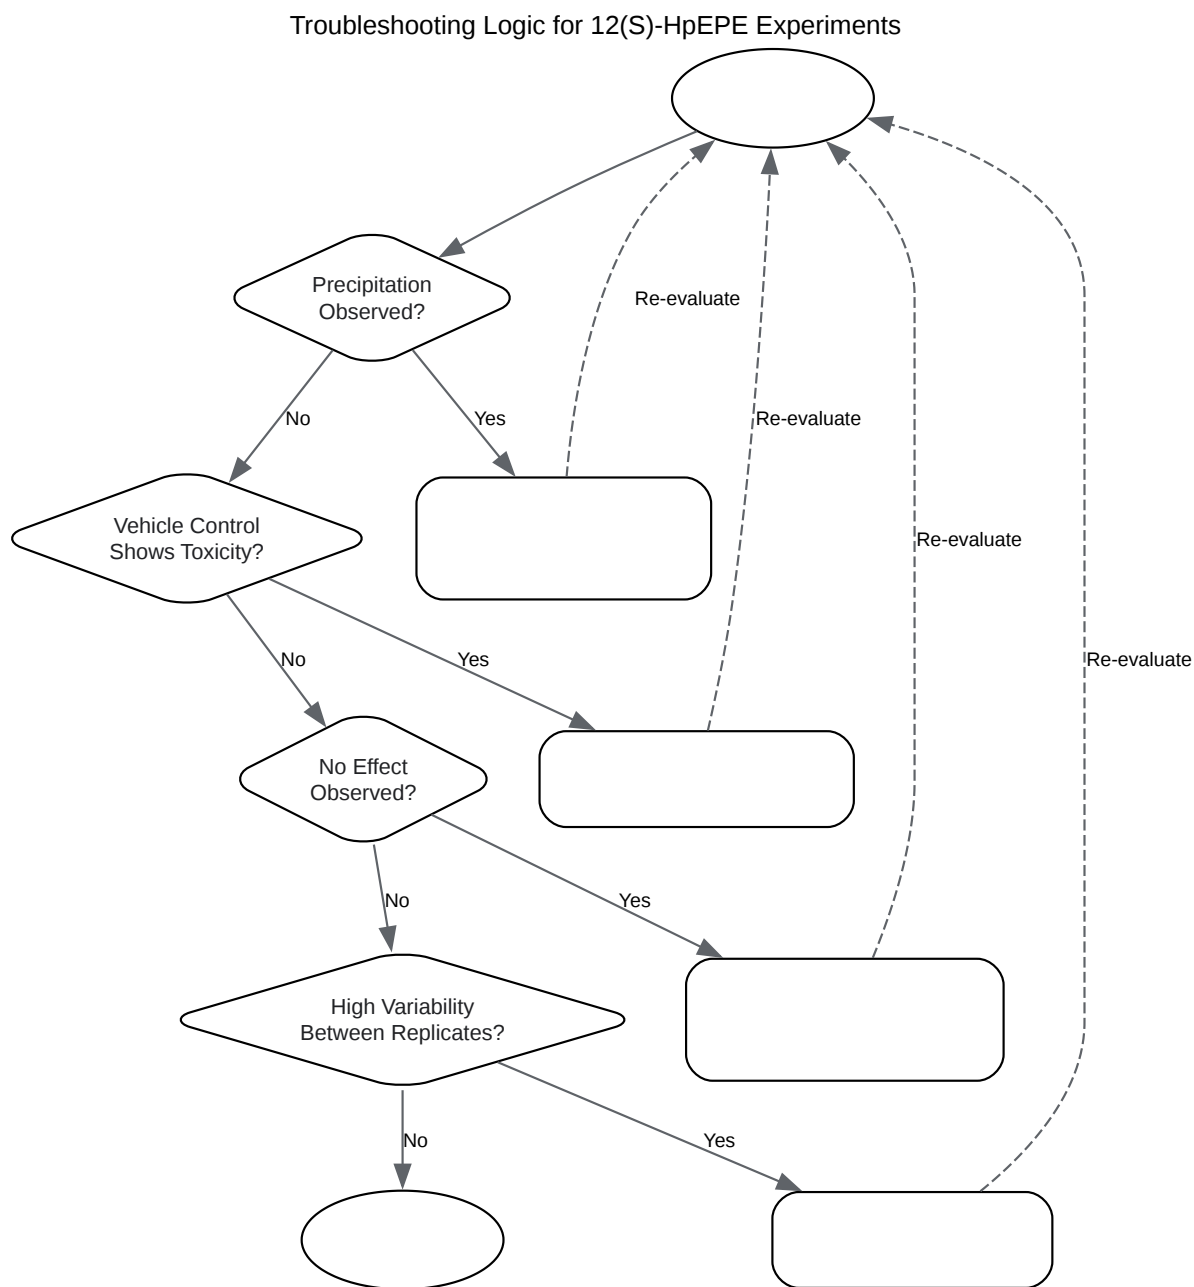 Troubleshooting Logic for 12(S)-HpEPE Experiments
Precipitation
Observed?
Re-evaluate
No
Yes
Re-evaluate
Vehicle Control
Shows Toxicity?
Re-evaluate
No
Yes
Re-evaluate
No Effect
Observed?
No
Yes
High Variability
Between Replicates?
No
Yes